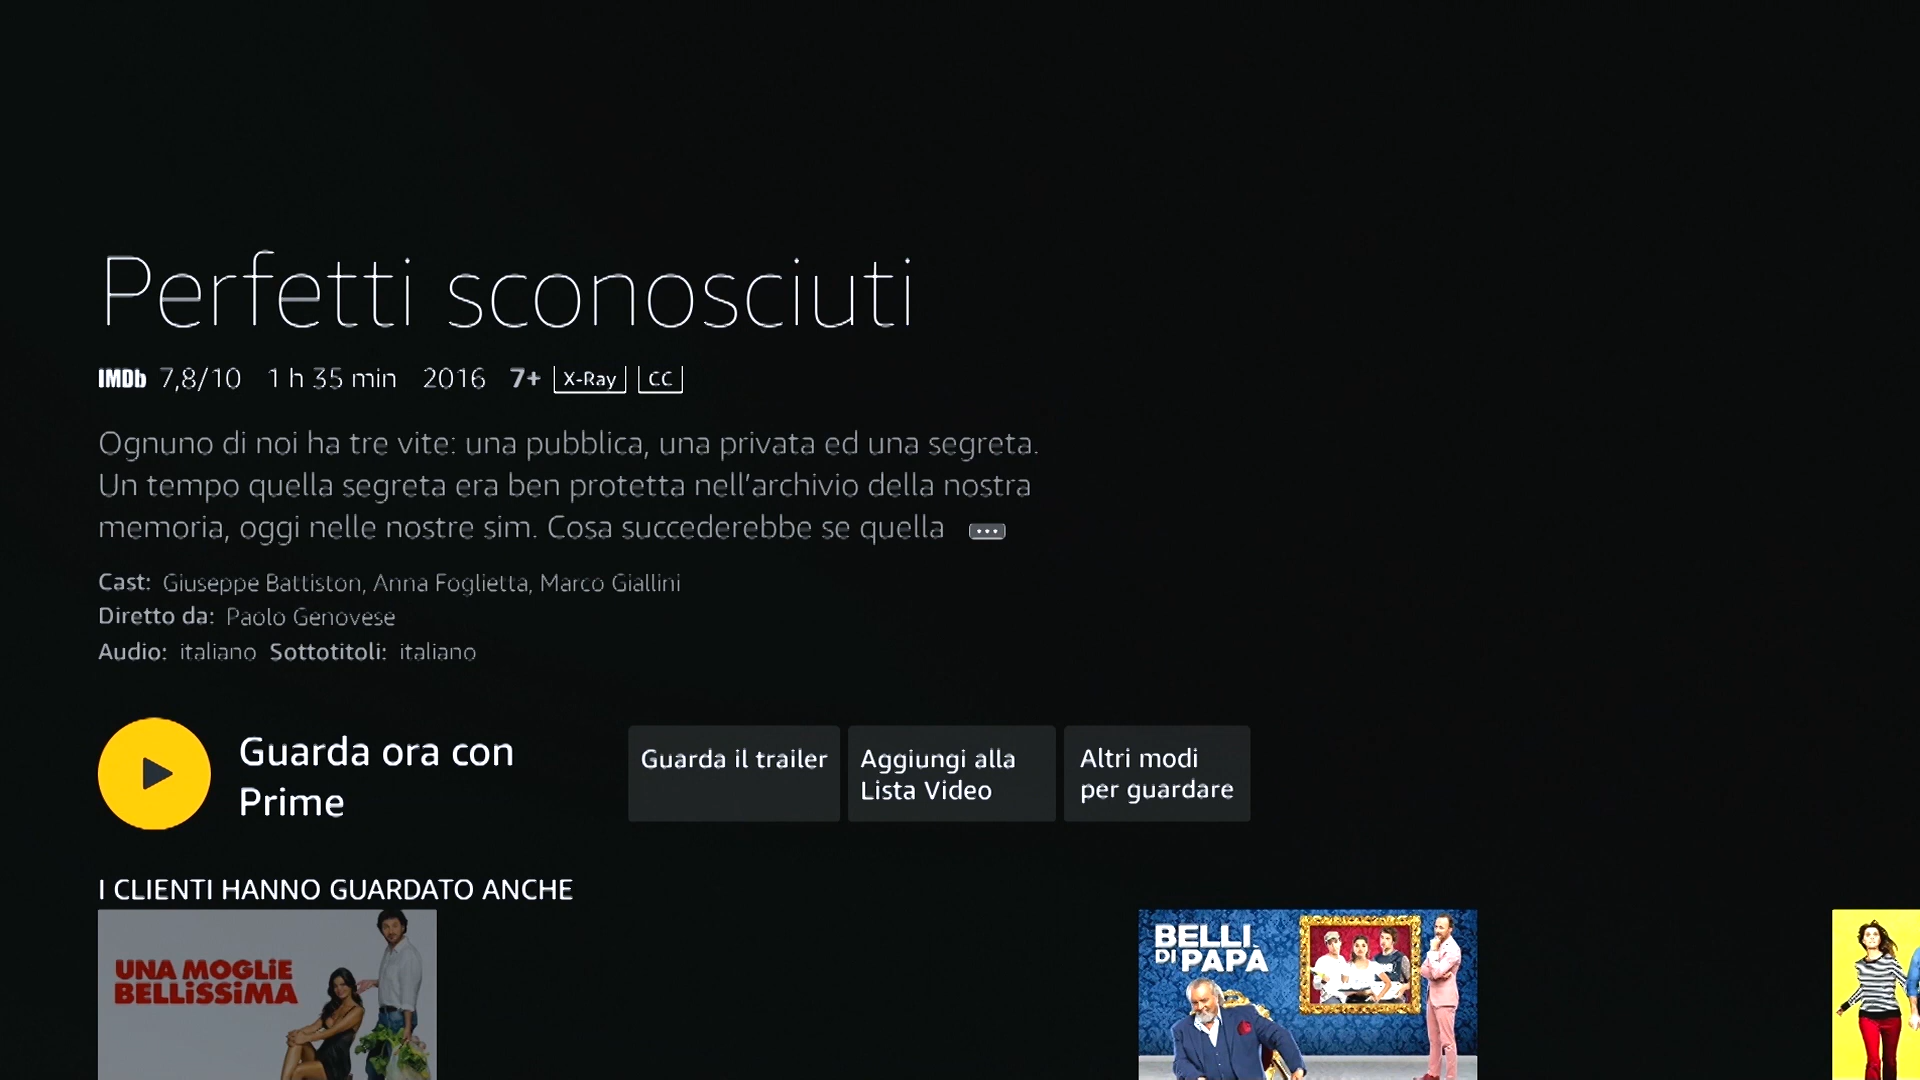 Perfetti sconosciuti
IMDb 7,8/10 1 h 35 min 2016 7+ X-Ray CC
Ognuno di noi ha tre vite: una pubblica, una privata ed una segreta.
Un tempo quella segreta era ben protetta nell'archivio della nostra
memoria, oggi nelle nostre sim. Cosa succederebbe se quella ...
Cast: Giuseppe Battiston, Anna Foglietta, Marco Giallini
Diretto da: Paolo Genovese
Audio: italiano Sottotitoli: italiano
Guarda ora con
Prime
Guarda il trailer
Aggiungi alla
Lista Video
Altri modi
per guardare
I CLIENTI HANNO GUARDATO ANCHE
UNA MOGLIE
BELLISSIMA
BELLI
DI PAPÀ